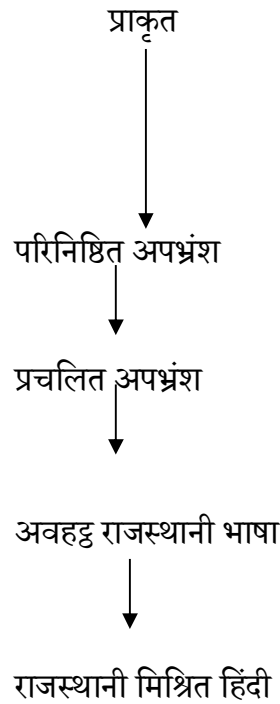 प्राकृत
परिनिष्ठित अपभ्रंश
प्रचलित अपभ्रंश
अवहट्ठ राजस्थानी भाषा
राजस्थानी मिश्रित हिंदी